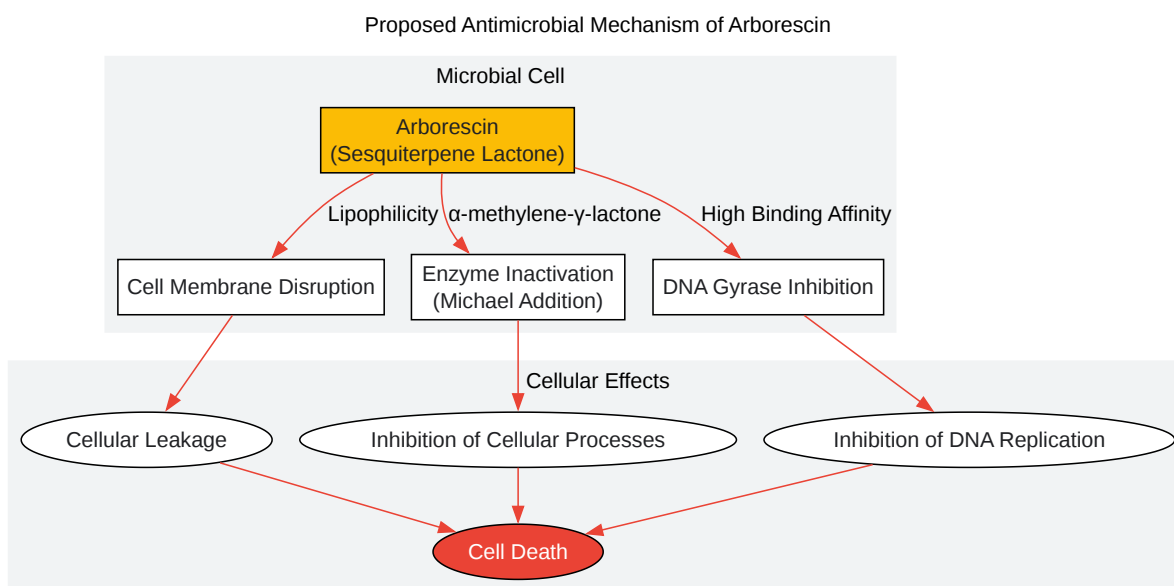 Proposed Antimicrobial Mechanism of Arborescin
Microbial Cell
Arborescin
(Sesquiterpene Lactone)
Lipophilicity
α-methylene-γ-lactone
High Binding Affinity
Cell Membrane Disruption
Enzyme Inactivation
(Michael Addition)
DNA Gyrase Inhibition
Cellular Effects
Cellular Leakage
Inhibition of Cellular Processes
Inhibition of DNA Replication
Cell Death